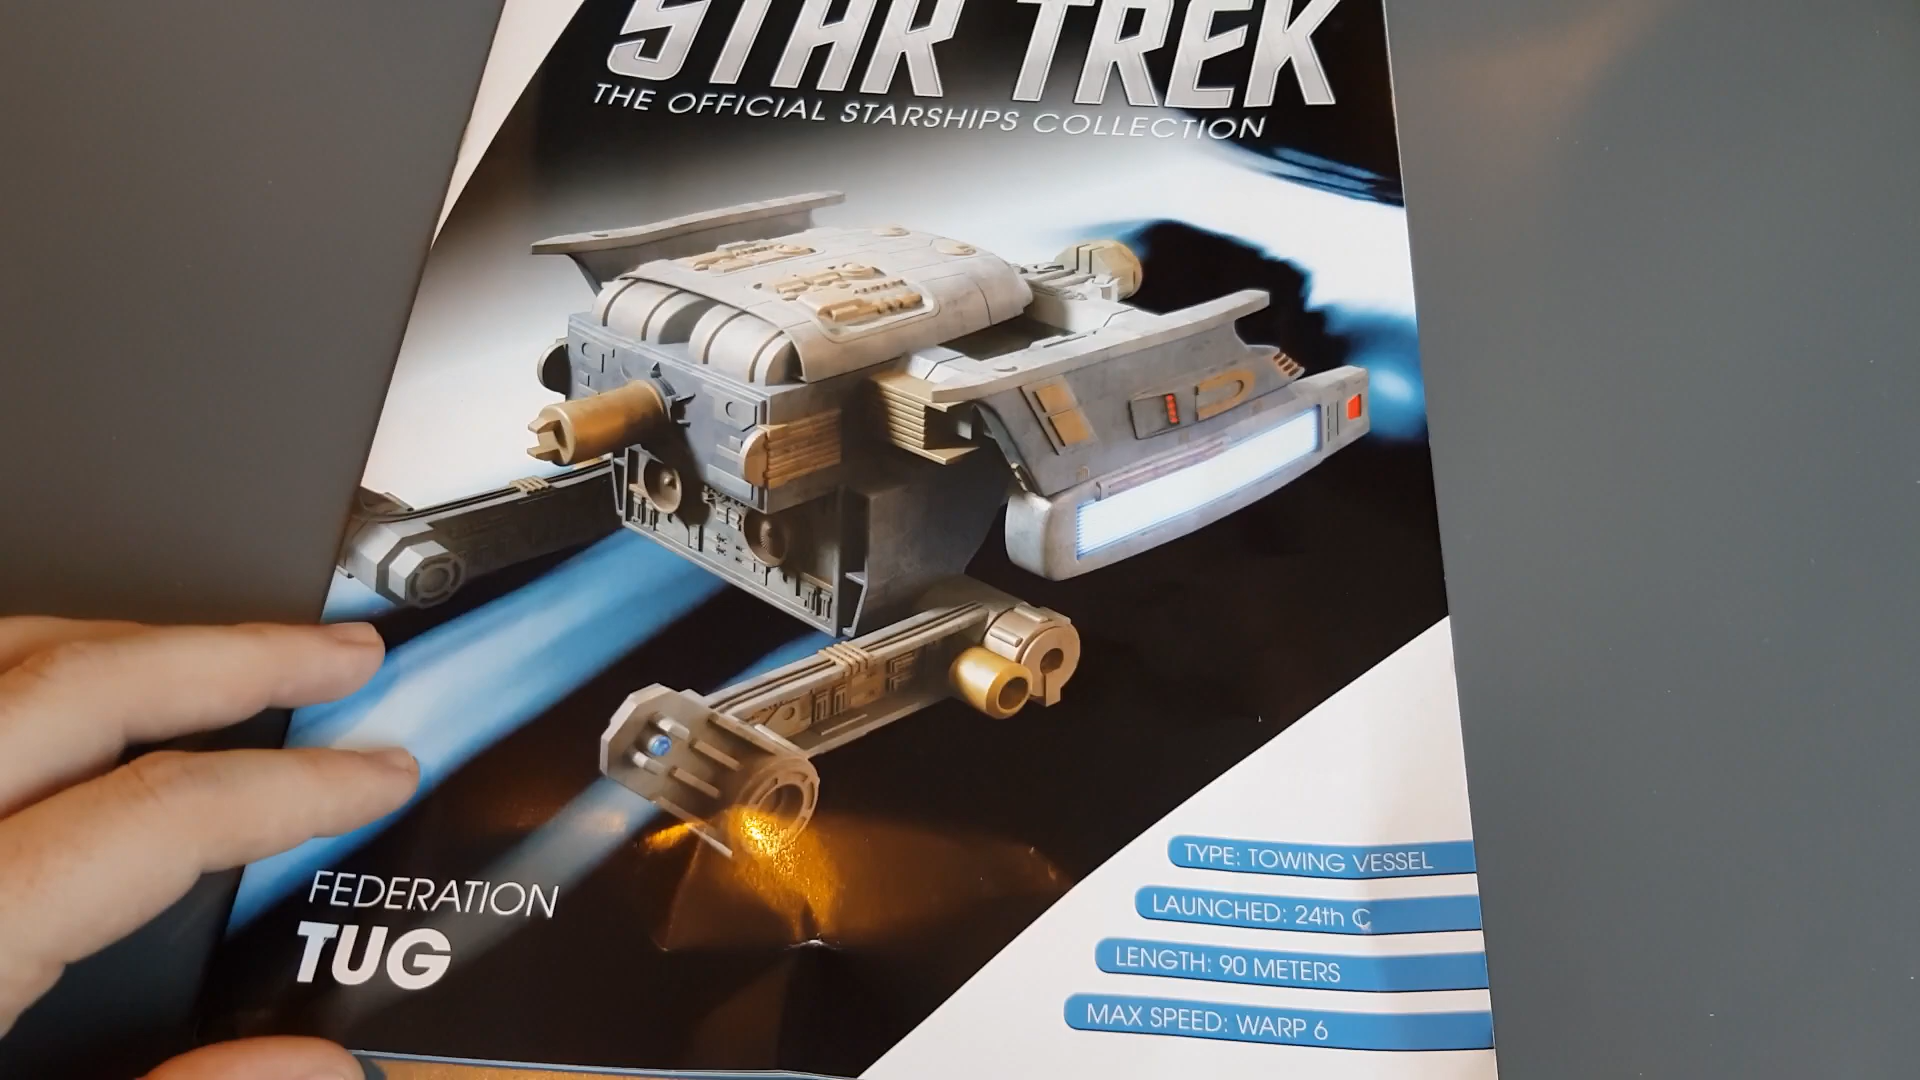 STAR TREK
THE OFFICIAL STARSHIPS COLLECTION
FEDERATION
TUG
TYPE: TOWING VESSEL
LAUNCHED: 24th C
LENGTH: 90 METERS
MAX SPEED: WARP 6